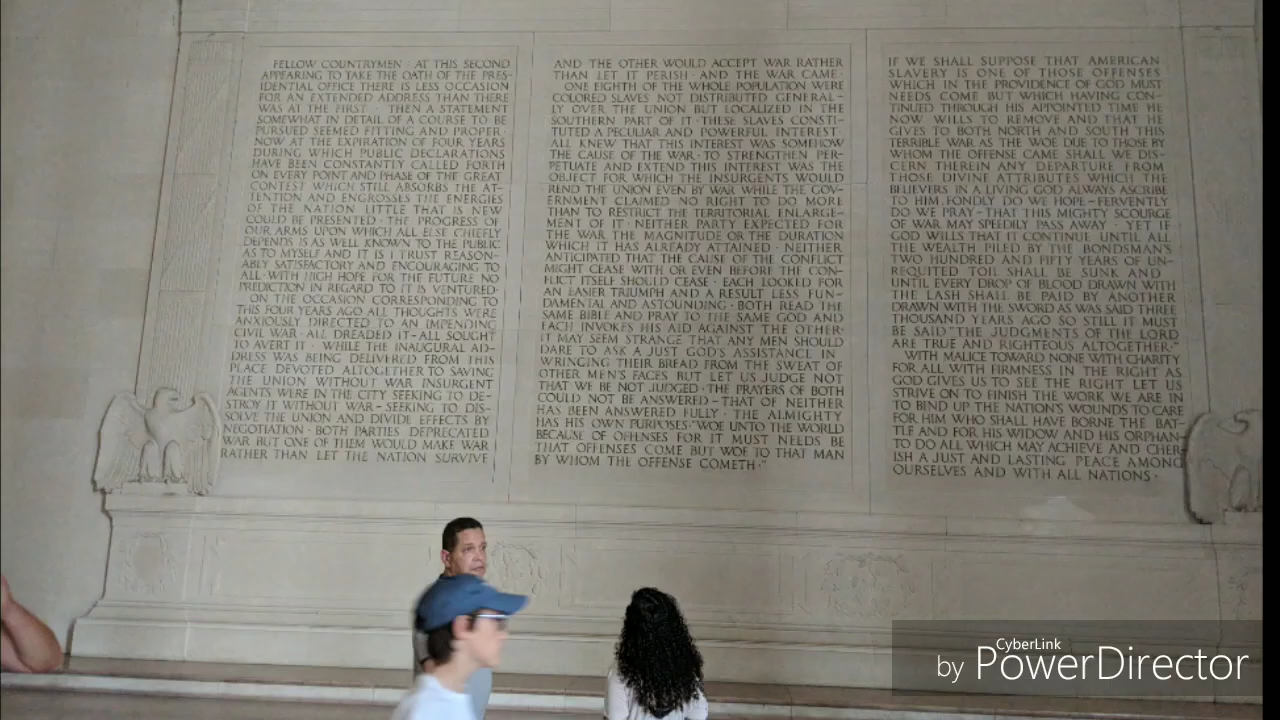 FELLOW COUNTRYMEN · AT THIS SECOND
APPEARING TO TAKE THE OATH OF THE PRES-
IDENTIAL OFFICE THERE IS LESS OCCASION
FOR AN EXTENDED ADDRESS THAN THERE
WAS AT THE FIRST · THEN A STATEMENT
SOMEWHAT IN DETAIL OF A COURSE TO BE
PURSUED SEEMED FITTING AND PROPER·
NOW AT THE EXPIRATION OF FOUR YEARS
DURING WHICH PUBLIC DECLARATIONS
HAVE BEEN CONSTANTLY CALLED FORTH
ON EVERY POINT AND PHASE OF THE GREAT
CONTEST WHICH STILL ABSORBS THE AT-
TENTION AND ENGROSSES THE ENERGIES
OF THE NATION LITTLE THAT IS NEW
COULD BE PRESENTED · THE PROGRESS OF
OUR ARMS UPON WHICH ALL ELSE CHIEFLY
DEPENDS IS AS WELL KNOWN TO THE PUBLIC
AS TO MYSELF AND IT IS I TRUST REASON-
ABLY SATISFACTORY AND ENCOURAGING TO
ALL · WITH HIGH HOPE FOR THE FUTURE NO
PREDICTION IN REGARD TO IT IS VENTURED·
ON THE OCCASION CORRESPONDING TO
THIS FOUR YEARS AGO ALL THOUGHTS WERE
ANXIOUSLY DIRECTED TO AN IMPENDING
CIVIL WAR · ALL DREADED IT – ALL SOUGHT
TO AVERT IT · WHILE THE INAUGURAL AD-
DRESS WAS BEING DELIVERED FROM THIS
PLACE DEVOTED ALTOGETHER TO SAVING
THE UNION WITHOUT WAR INSURGENT
AGENTS WERE IN THE CITY SEEKING TO DE-
STROY IT WITHOUT WAR – SEEKING TO DIS-
SOLVE THE UNION AND DIVIDE EFFECTS BY
NEGOTIATION · BOTH PARTIES DEPRECATED
WAR BUT ONE OF THEM WOULD MAKE WAR
RATHER THAN LET THE NATION SURVIVE
AND THE OTHER WOULD ACCEPT WAR RATHER
THAN LET IT PERISH · AND THE WAR CAME·
ONE EIGHTH OF THE WHOLE POPULATION WERE
COLORED SLAVES NOT DISTRIBUTED GENERAL-
LY OVER THE UNION BUT LOCALIZED IN THE
SOUTHERN PART OF IT · THESE SLAVES CONSTI-
TUTED A PECULIAR AND POWERFUL INTEREST·
ALL KNEW THAT THIS INTEREST WAS SOMEHOW
THE CAUSE OF THE WAR · TO STRENGTHEN PER-
PETUATE AND EXTEND THIS INTEREST WAS THE
OBJECT FOR WHICH THE INSURGENTS WOULD
REND THE UNION EVEN BY WAR WHILE THE GOV-
ERNMENT CLAIMED NO RIGHT TO DO MORE
THAN TO RESTRICT THE TERRITORIAL ENLARGE-
MENT OF IT · NEITHER PARTY EXPECTED FOR
THE WAR THE MAGNITUDE OR THE DURATION
WHICH IT HAS ALREADY ATTAINED · NEITHER
ANTICIPATED THAT THE CAUSE OF THE CONFLICT
MIGHT CEASE WITH OR EVEN BEFORE THE CON-
FLICT ITSELF SHOULD CEASE · EACH LOOKED FOR
AN EASIER TRIUMPH AND A RESULT LESS FUN-
DAMENTAL AND ASTOUNDING · BOTH READ THE
SAME BIBLE AND PRAY TO THE SAME GOD AND
EACH INVOKES HIS AID AGAINST THE OTHER·
IT MAY SEEM STRANGE THAT ANY MEN SHOULD
DARE TO ASK A JUST GOD'S ASSISTANCE IN
WRINGING THEIR BREAD FROM THE SWEAT OF
OTHER MEN'S FACES BUT LET US JUDGE NOT
THAT WE BE NOT JUDGED · THE PRAYERS OF BOTH
COULD NOT BE ANSWERED – THAT OF NEITHER
HAS BEEN ANSWERED FULLY · THE ALMIGHTY
HAS HIS OWN PURPOSES · "WOE UNTO THE WORLD
BECAUSE OF OFFENSES FOR IT MUST NEEDS BE
THAT OFFENSES COME BUT WOE TO THAT MAN
BY WHOM THE OFFENSE COMETH·"
IF WE SHALL SUPPOSE THAT AMERICAN
SLAVERY IS ONE OF THOSE OFFENSES
WHICH IN THE PROVIDENCE OF GOD MUST
NEEDS COME BUT WHICH HAVING CON-
TINUED THROUGH HIS APPOINTED TIME HE
NOW WILLS TO REMOVE AND THAT HE
GIVES TO BOTH NORTH AND SOUTH THIS
TERRIBLE WAR AS THE WOE DUE TO THOSE BY
WHOM THE OFFENSE CAME SHALL WE DIS-
CERN THEREIN ANY DEPARTURE FROM
THOSE DIVINE ATTRIBUTES WHICH THE
BELIEVERS IN A LIVING GOD ALWAYS ASCRIBE
TO HIM. FONDLY DO WE HOPE – FERVENTLY
DO WE PRAY – THAT THIS MIGHTY SCOURGE
OF WAR MAY SPEEDILY PASS AWAY · YET IF
GOD WILLS THAT IT CONTINUE UNTIL ALL
THE WEALTH PILED BY THE BONDSMAN'S
TWO HUNDRED AND FIFTY YEARS OF UN-
REQUITED TOIL SHALL BE SUNK AND
UNTIL EVERY DROP OF BLOOD DRAWN WITH
THE LASH SHALL BE PAID BY ANOTHER
DRAWN WITH THE SWORD AS WAS SAID THREE
THOUSAND YEARS AGO SO STILL IT MUST
BE SAID "THE JUDGMENTS OF THE LORD
ARE TRUE AND RIGHTEOUS ALTOGETHER·"
WITH MALICE TOWARD NONE WITH CHARITY
FOR ALL WITH FIRMNESS IN THE RIGHT AS
GOD GIVES US TO SEE THE RIGHT LET US
STRIVE ON TO FINISH THE WORK WE ARE IN
TO BIND UP THE NATION'S WOUNDS TO CARE
FOR HIM WHO SHALL HAVE BORNE THE BAT-
TLE AND FOR HIS WIDOW AND HIS ORPHAN-
TO DO ALL WHICH MAY ACHIEVE AND CHER-
ISH A JUST AND LASTING PEACE AMONG
OURSELVES AND WITH ALL NATIONS ·
by CyberLink PowerDirector